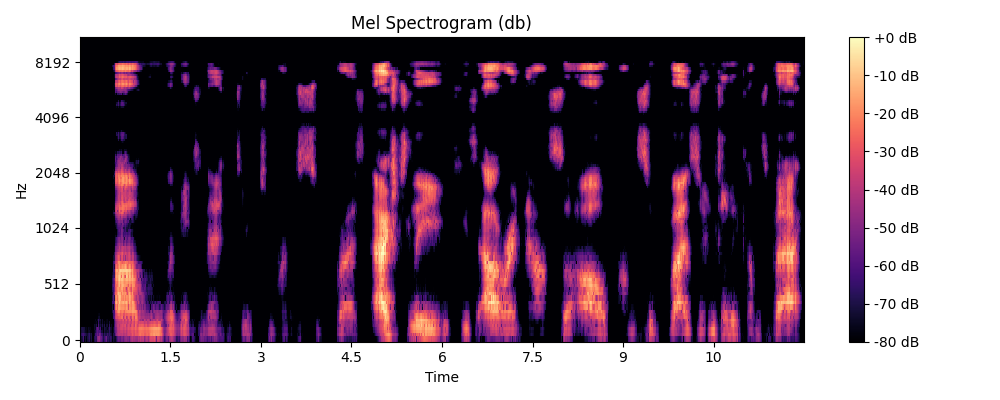 Mel Spectrogram (db)
8192
4096
2048
1024
512
0
Hz
0 1.5 3 4.5 6 7.5 9 10
Time
+0 dB
-10 dB
-20 dB
-30 dB
-40 dB
-50 dB
-60 dB
-70 dB
-80 dB